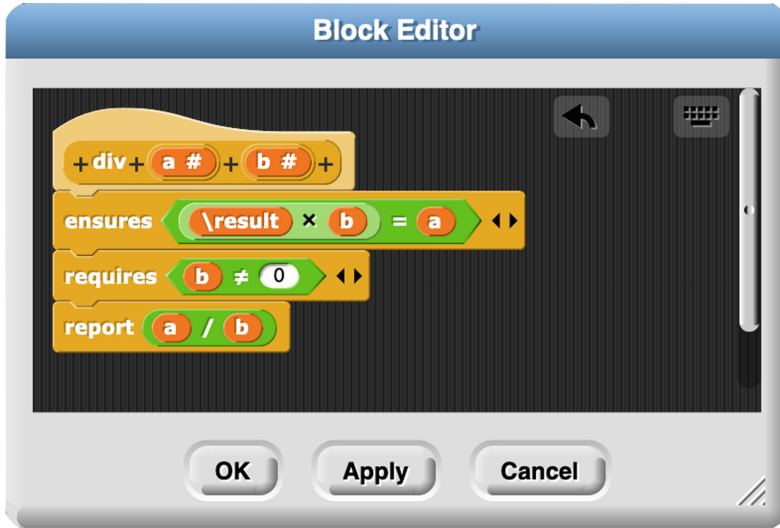 Block Editor
+ div + a # + b # +
ensures \result × b = a
requires b ≠ 0
report a / b
OK Apply Cancel